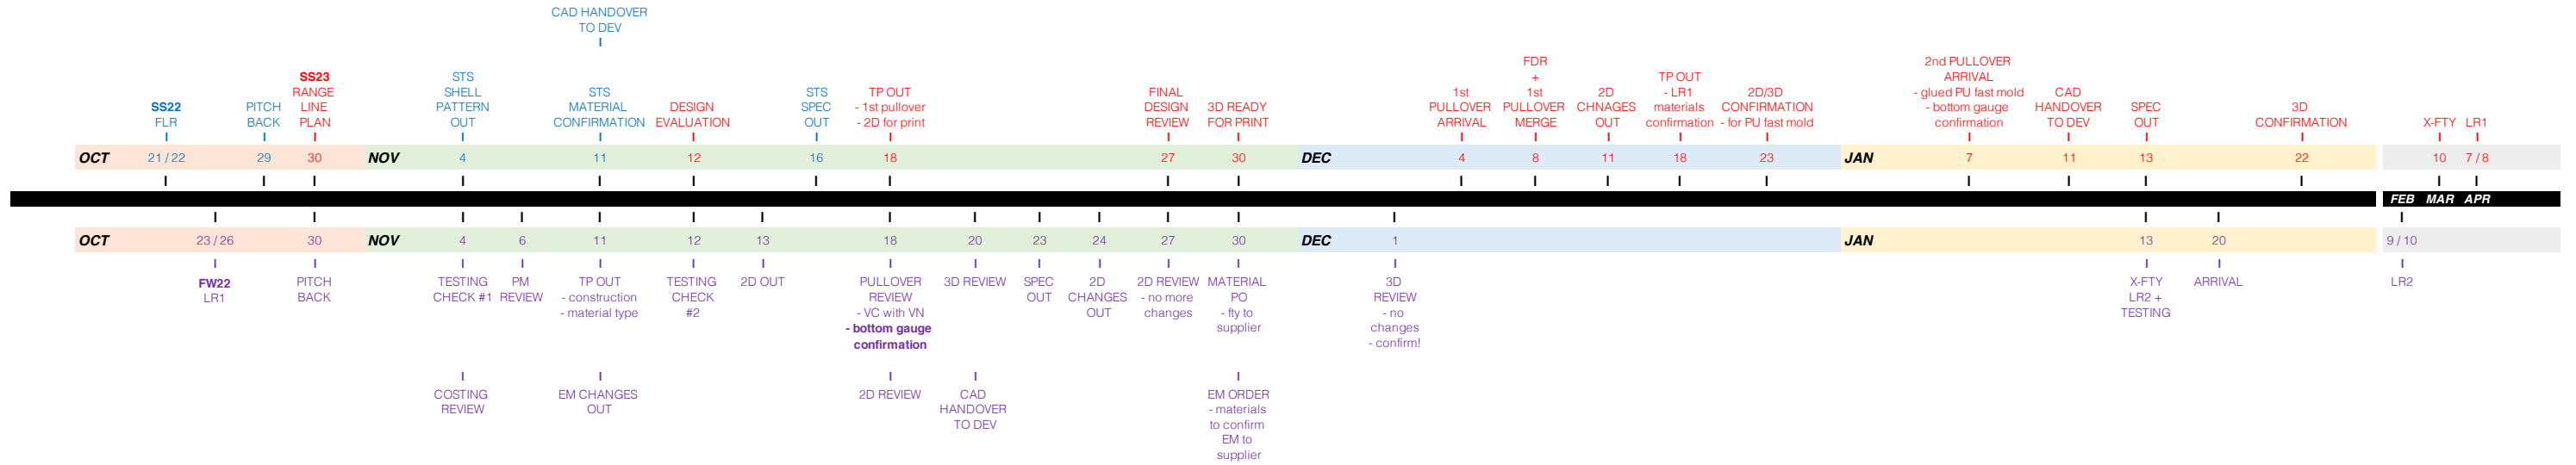 CAD HANDOVER
TO DEV
SS22
FLR
PITCH
BACK
SS23
RANGE
LINE
PLAN
STS
SHELL
PATTERN
OUT
STS
MATERIAL
CONFIRMATION
DESIGN
EVALUATION
STS
SPEC
OUT
TP OUT
- 1st pullover
- 2D for print
FINAL
DESIGN
REVIEW
3D READY
FOR PRINT
1st
PULLOVER
ARRIVAL
FDR
+
1st
PULLOVER
MERGE
2D
CHNAGES
OUT
TP OUT
- LR1
materials
confirmation
2D/3D
CONFIRMATION
- for PU fast mold
2nd PULLOVER
ARRIVAL
- glued PU fast mold
- bottom gauge
confirmation
CAD
HANDOVER
TO DEV
SPEC
OUT
3D
CONFIRMATION
X-FTY LR1
OCT 21 / 22 29 30 NOV 4 11 12 16 18 27 30 DEC 4 8 11 18 23 JAN 7 11 13 22 10 7 / 8
FEB MAR APR
OCT 23 / 26 30 NOV 4 6 11 12 13 18 20 23 24 27 30 DEC 1 JAN 13 20 9 / 10
FW22
LR1
PITCH
BACK
TESTING
CHECK #1
PM
REVIEW
TP OUT
- construction
- material type
TESTING
CHECK
#2
2D OUT
PULLOVER
REVIEW
- VC with VN
- bottom gauge
confirmation
3D REVIEW
SPEC
OUT
2D
CHANGES
OUT
2D REVIEW
- no more
changes
MATERIAL
PO
- fty to
supplier
3D
REVIEW
- no
changes
- confirm!
X-FTY
LR2 +
TESTING
ARRIVAL
LR2
COSTING
REVIEW
EM CHANGES
OUT
2D REVIEW
CAD
HANDOVER
TO DEV
EM ORDER
- materials
to confirm
EM to
supplier